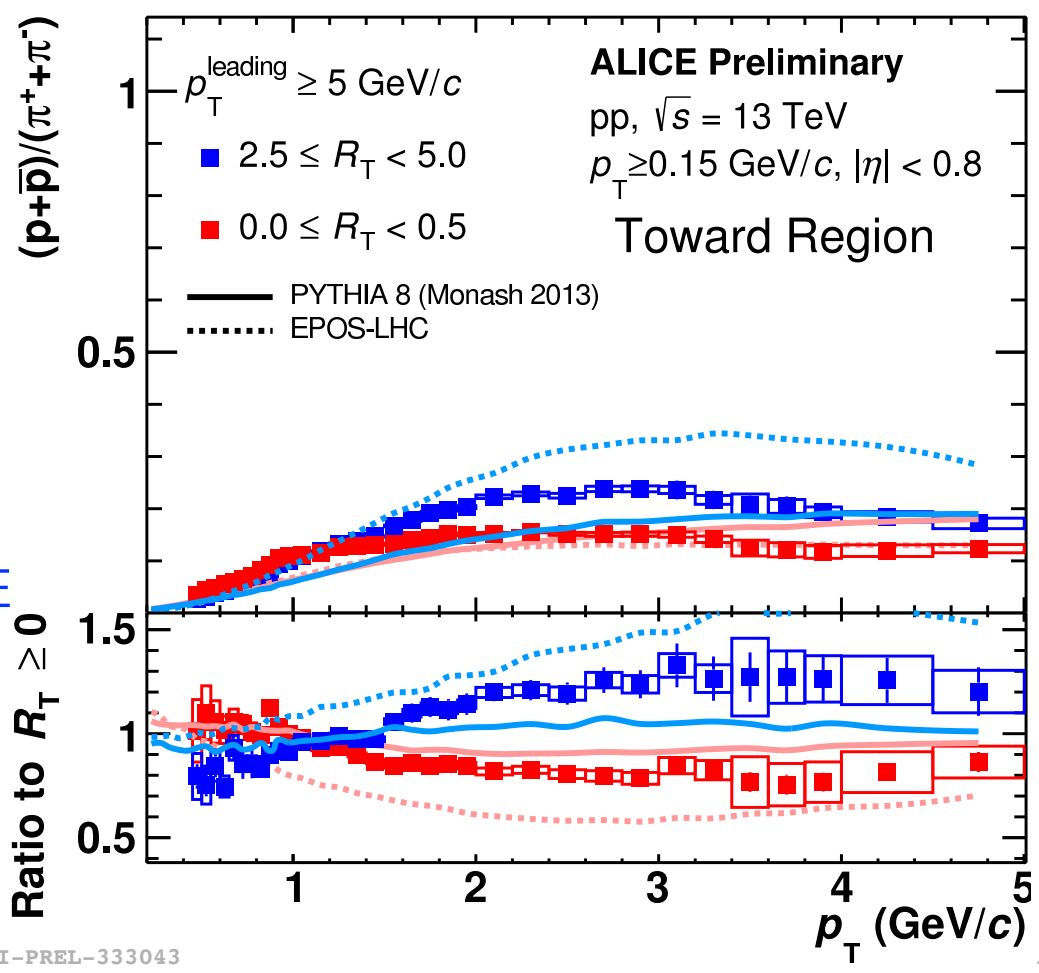 (p+p̅)/(π⁺+π⁻)
1
0.5
p_T^leading ≥ 5 GeV/c
2.5 ≤ R_T < 5.0
0.0 ≤ R_T < 0.5
PYTHIA 8 (Monash 2013)
EPOS-LHC
ALICE Preliminary
pp, √s = 13 TeV
p_T≥0.15 GeV/c, |η| < 0.8
Toward Region
Ratio to R_T ≥ 0
1.5
1
0.5
1 2 3 4 5
p_T (GeV/c)
I-PREL-333043